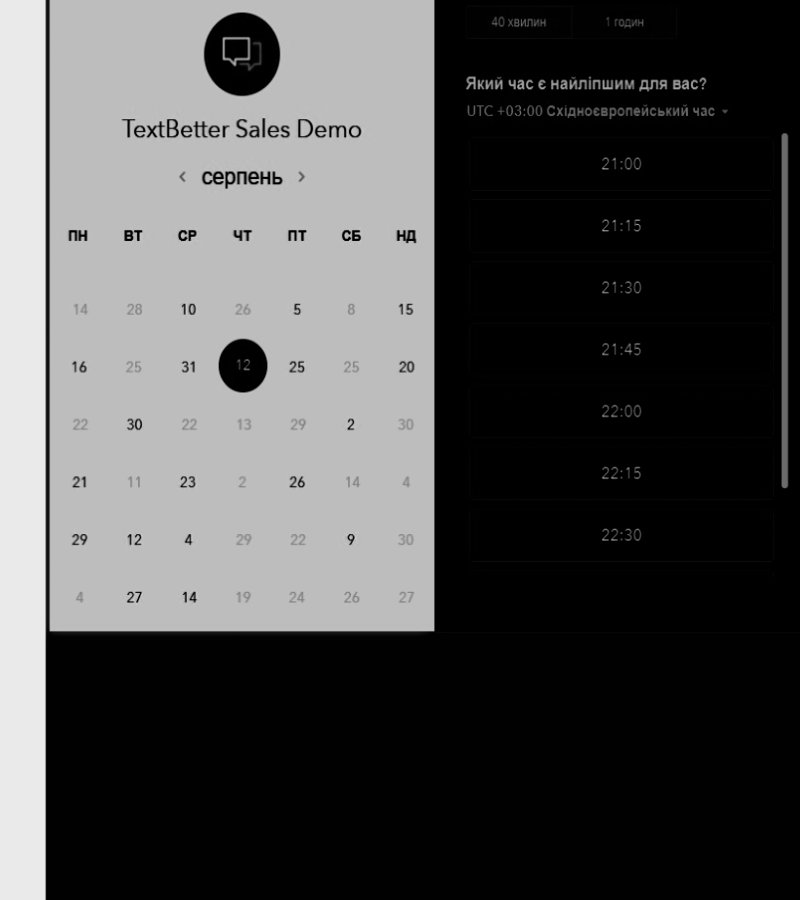 TextBetter Sales Demo
‹ серпень ›
ПН ВТ СР ЧТ ПТ СБ НД
14 28 10 26 5 8 15
16 25 31 12 25 25 20
22 30 22 13 29 2 30
21 11 23 2 26 14 4
29 12 4 29 22 9 30
4 27 14 19 24 26 27
40 хвилин 1 годин
Який час є найліпшим для вас?
UTC +03:00 Східноєвропейський час
21:00
21:15
21:30
21:45
22:00
22:15
22:30